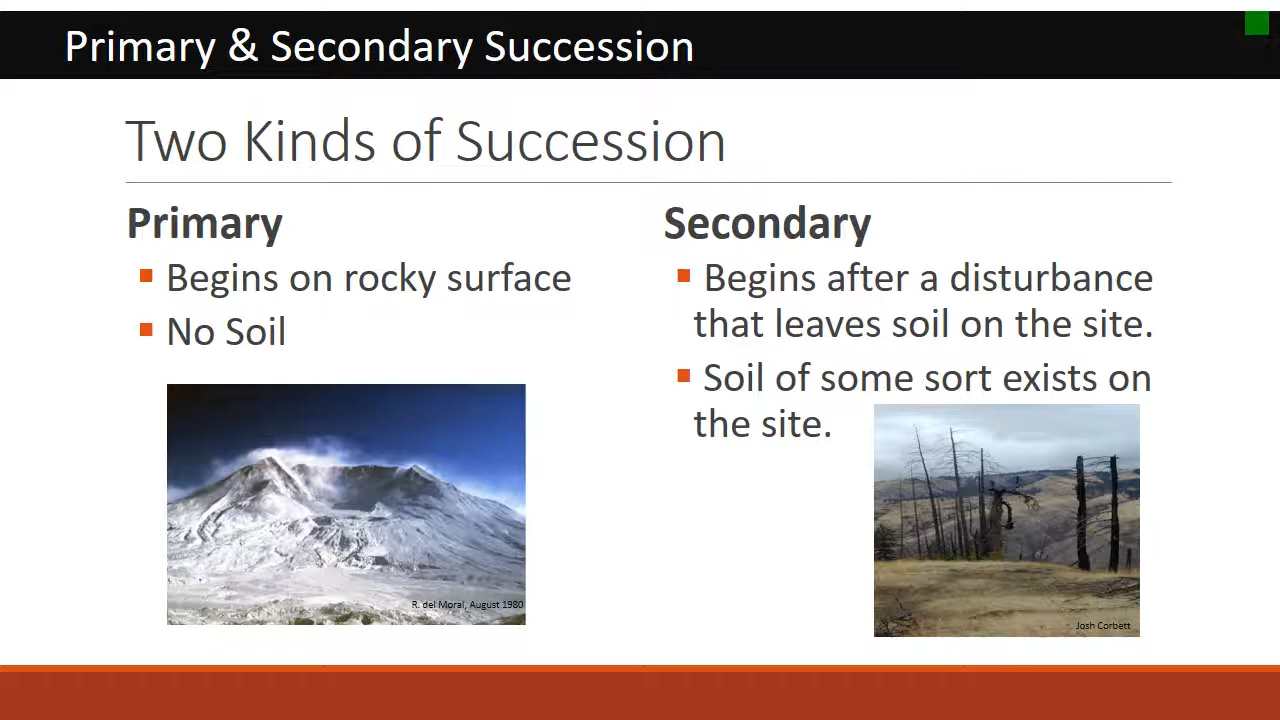 Primary & Secondary Succession
Two Kinds of Succession
Primary
Begins on rocky surface
No Soil
R. del Moral, August 1980
Secondary
Begins after a disturbance
that leaves soil on the site.
Soil of some sort exists on
the site.
Josh Corbett